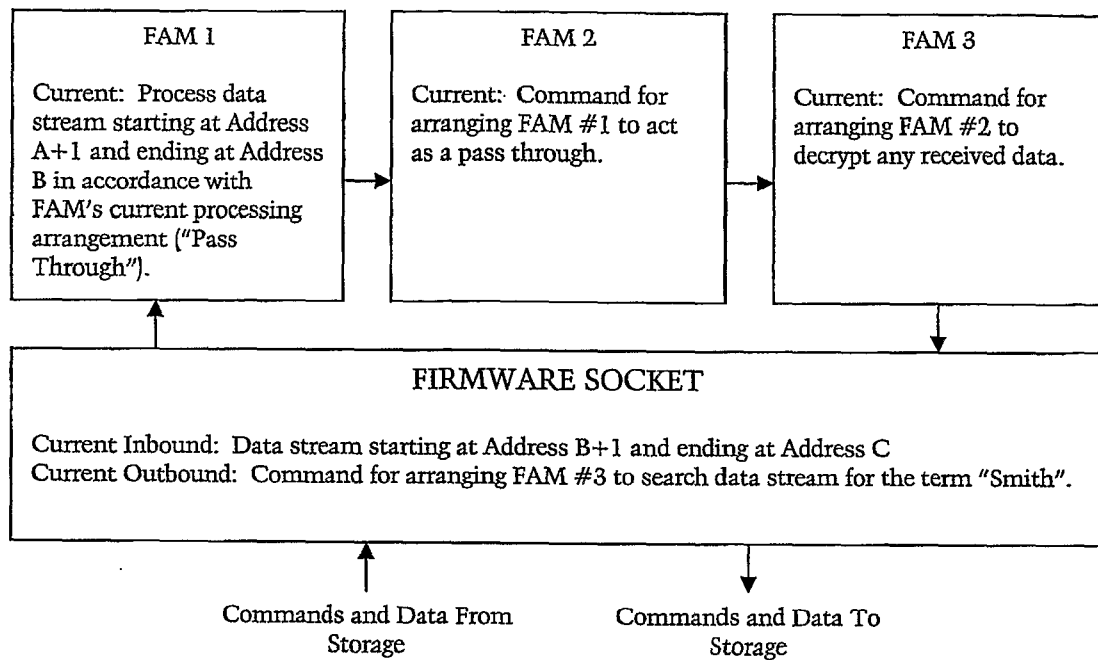 FAM 1
Current: Process data
stream starting at Address
A+1 and ending at Address
B in accordance with
FAM's current processing
arrangement ("Pass
Through").
FAM 2
Current: Command for
arranging FAM #1 to act
as a pass through.
FAM 3
Current: Command for
arranging FAM #2 to
decrypt any received data.
FIRMWARE SOCKET
Current Inbound: Data stream starting at Address B+1 and ending at Address C
Current Outbound: Command for arranging FAM #3 to search data stream for the term "Smith".
Commands and Data From
Storage
Commands and Data To
Storage